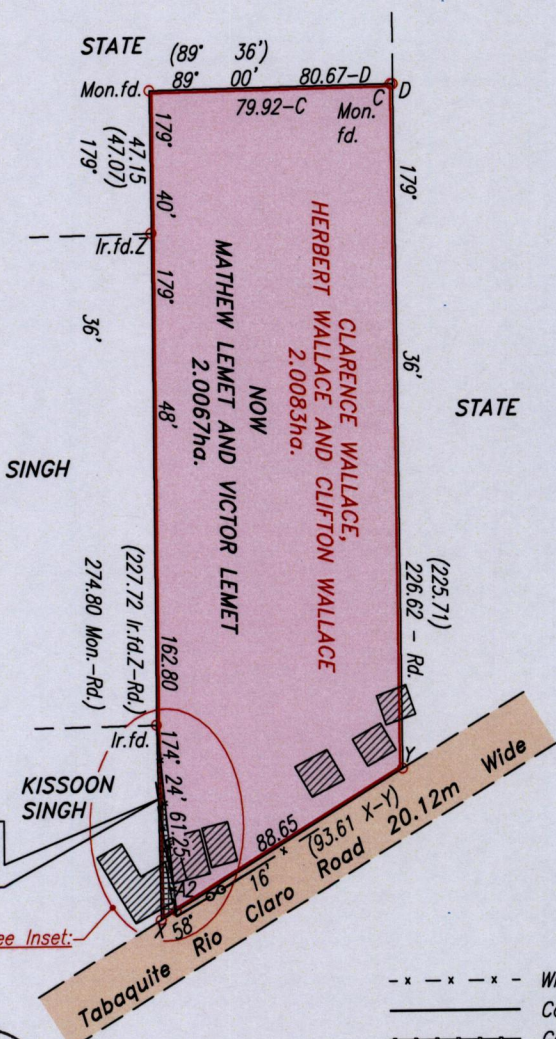 STATE
(89° 36')
89° 00' 80.67-D
Mon.fd.
79.92-C
C
D
Mon.
fd.
179° 40'
47.15
(47.07)
179° 36'
179°
36'
Ir.fd.Z
179° 48'
CLARENCE WALLACE,
HERBERT WALLACE AND CLIFTON WALLACE
2.0083ha.
NOW
MATHEW LEMET AND VICTOR LEMET
2.0067ha.
STATE
SINGH
(225.71)
226.62 - Rd.
162.80
(227.72 Ir.fd.Z-Rd.)
274.80 Mon.-Rd.)
Ir.fd.
174° 24' 61.25
KISSOON
SINGH
Y
88.65
(93.61 X-Y)
58° 16'
X
ee Inset:
Tabaquite Rio Claro Road 20.12m Wide